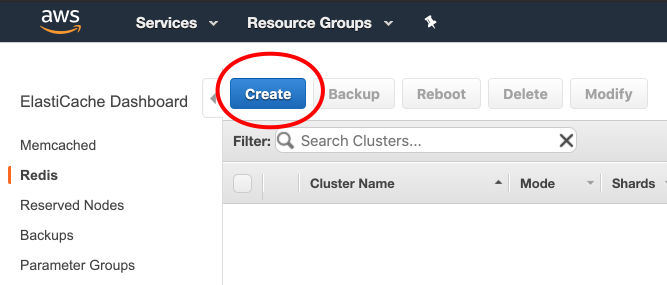 aws Services Resource Groups
ElastiCache Dashboard
Create Backup Reboot Delete Modify
Filter: Search Clusters...
Memcached
Redis
Reserved Nodes
Backups
Parameter Groups
Cluster Name Mode Shards